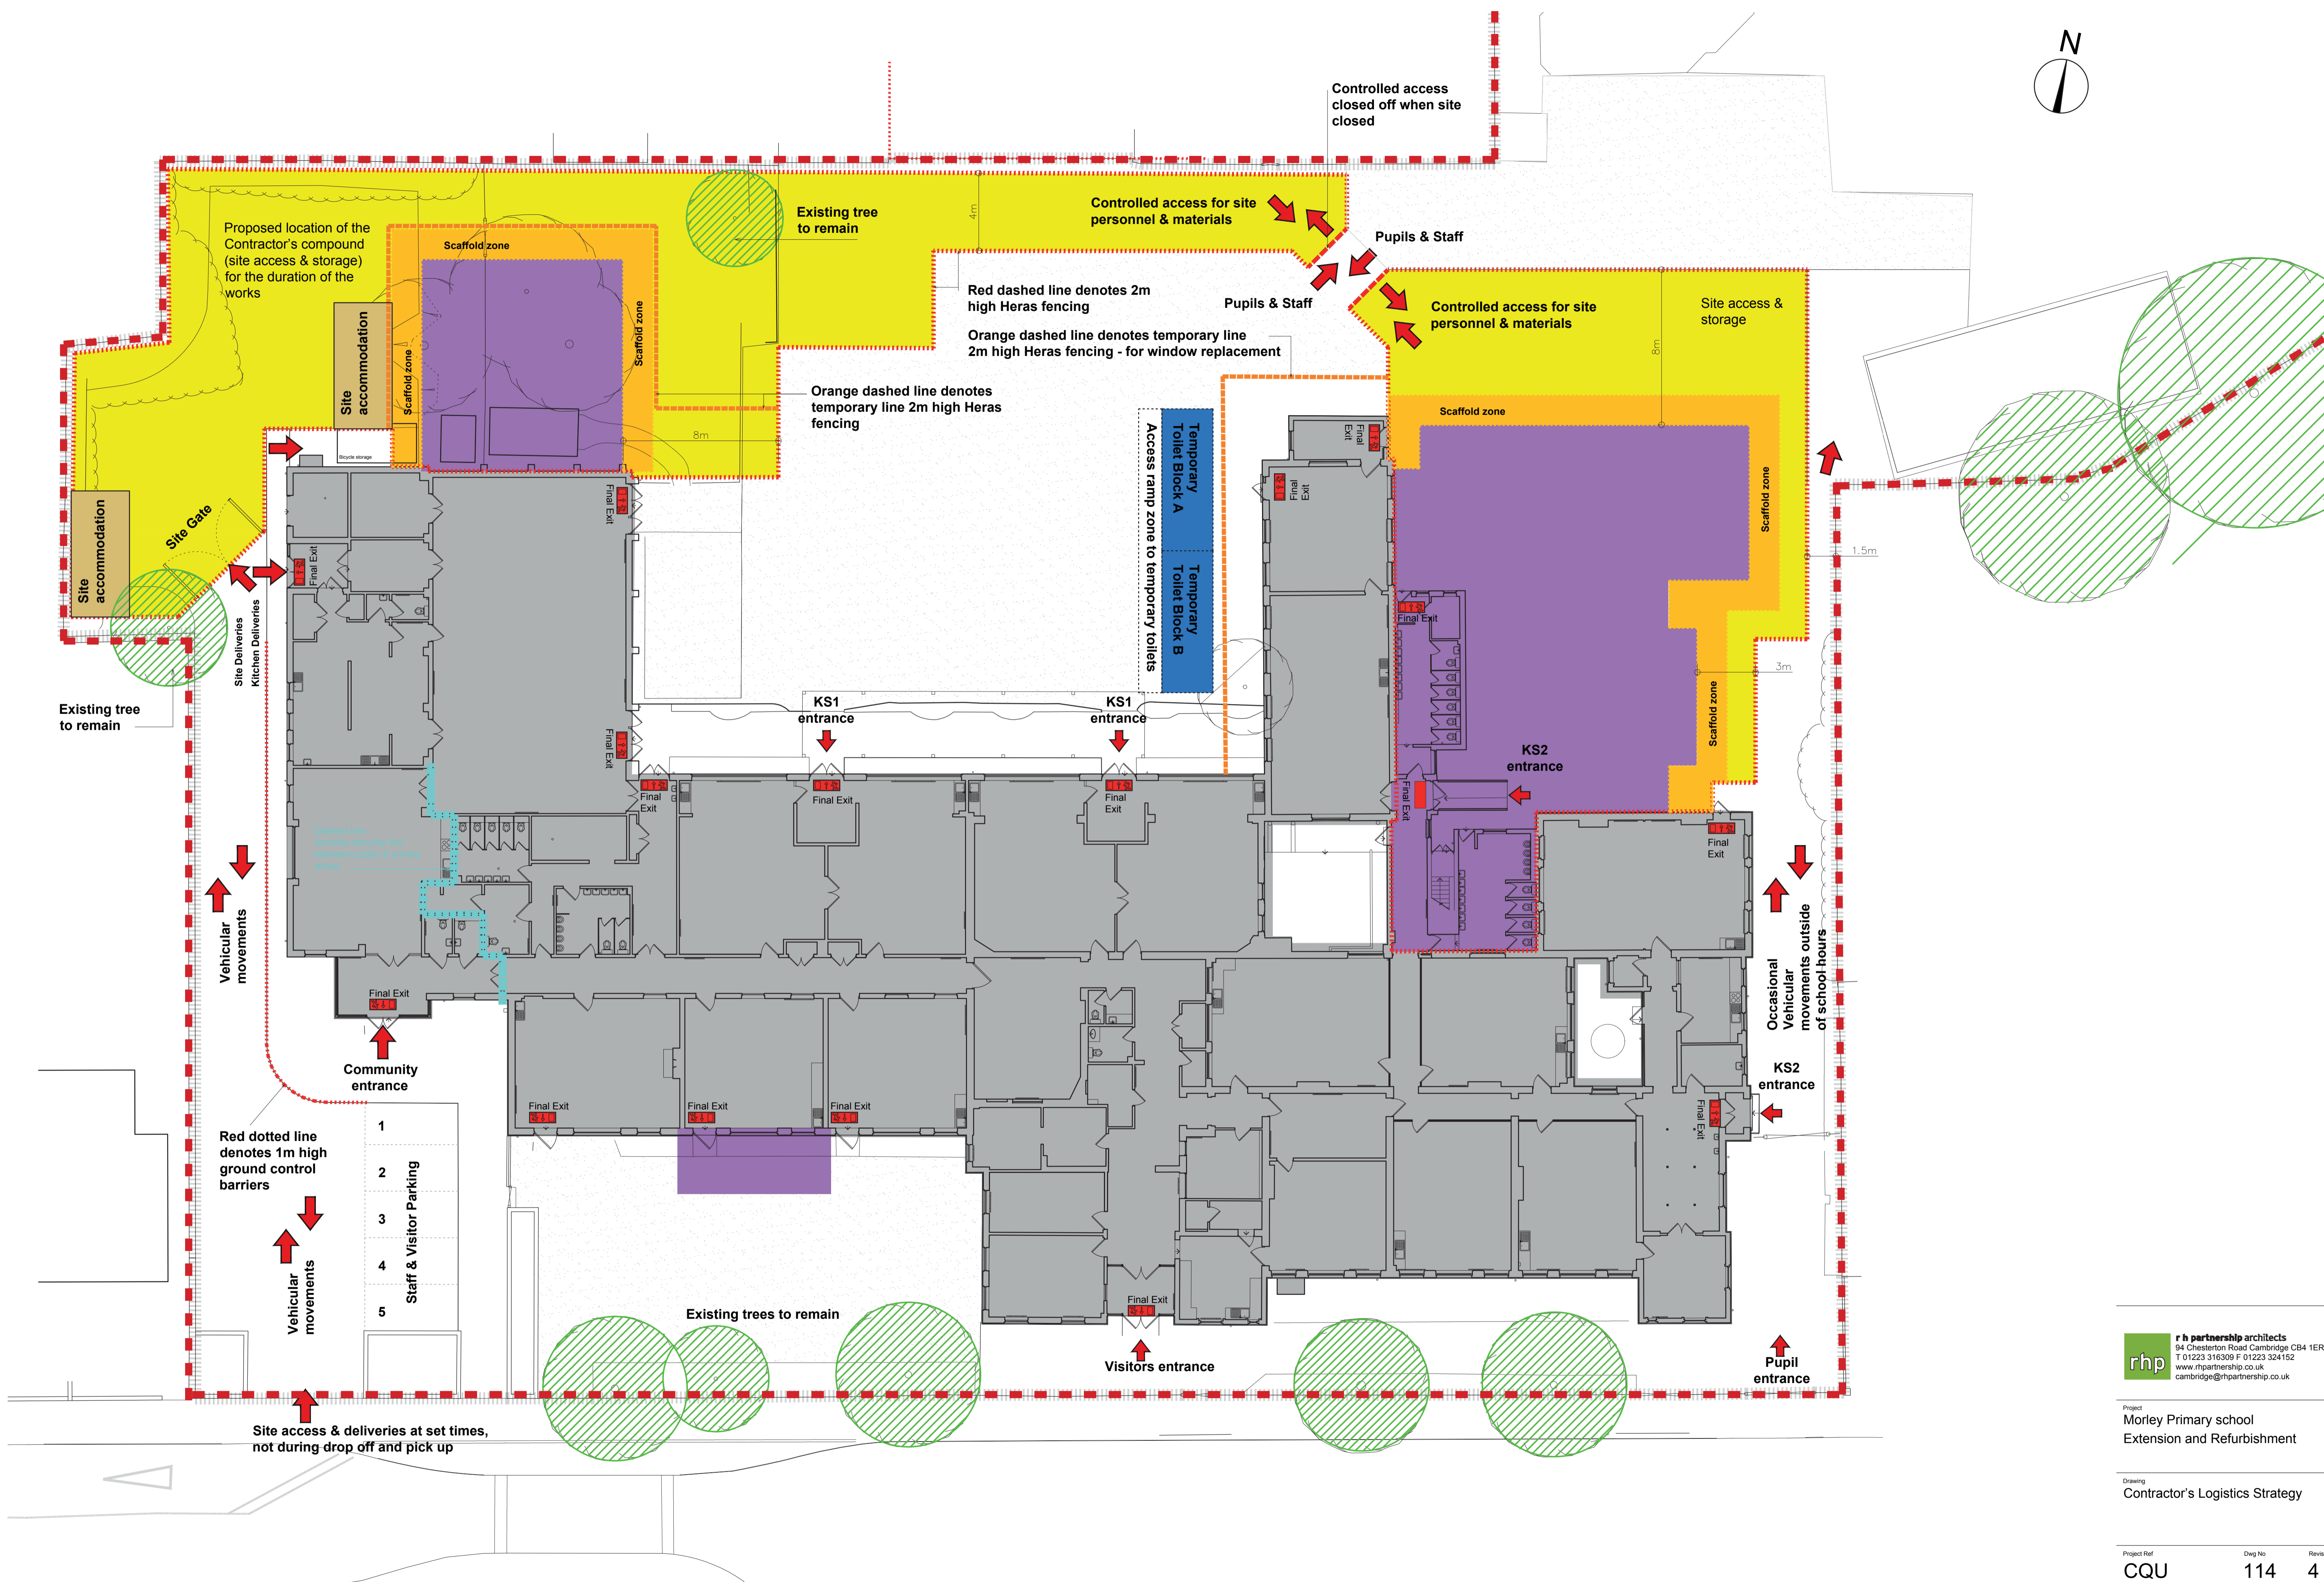 N
Controlled access
closed off when site
closed
Proposed location of the
Contractor's compound
(site access & storage)
for the duration of the
works
Scaffold zone
Existing tree
to remain
4m
Controlled access for site
personnel & materials
Pupils & Staff
Pupils & Staff
Red dashed line denotes 2m
high Heras fencing
Orange dashed line denotes temporary line
2m high Heras fencing - for window replacement
Controlled access for site
personnel & materials
Site access &
storage
8m
Site
accommodation
Scaffold zone
Scaffold zone
Orange dashed line denotes
temporary line 2m high Heras
fencing
8m
Bicycle storage
Scaffold zone
Scaffold zone
Temporary
Toilet Block A
Temporary
Toilet Block B
Access ramp zone to temporary toilets
Final
Exit
Final
Exit
Final Exit
Site Gate
Site
accommodation
Final Exit
1.5m
Site Deliveries
Kitchen Deliveries
Final Exit
3m
Scaffold zone
Existing tree
to remain
KS1
entrance
KS1
entrance
Final Exit
KS2
entrance
Final
Exit
Final Exit
Final
Exit
Final Exit
Final
Exit
Vehicular
movements
Occasional
Vehicular
movements outside
of school hours
Final Exit
Community
entrance
KS2
entrance
Final Exit
Final Exit
Final Exit
Final Exit
Red dotted line
denotes 1m high
ground control
barriers
1
2
3
4
5
Staff & Visitor Parking
Vehicular
movements
Existing trees to remain
Final Exit
Visitors entrance
Pupil
entrance
Site access & deliveries at set times,
not during drop off and pick up
rhp
r h partnership architects
94 Chesterton Road Cambridge CB4 1ER
T 01223 316309 F 01223 324152
www.rhpartnership.co.uk
cambridge@rhpartnership.co.uk
Project
Morley Primary school
Extension and Refurbishment
Drawing
Contractor's Logistics Strategy
Project Ref
Dwg No
Revis
CQU
114
4